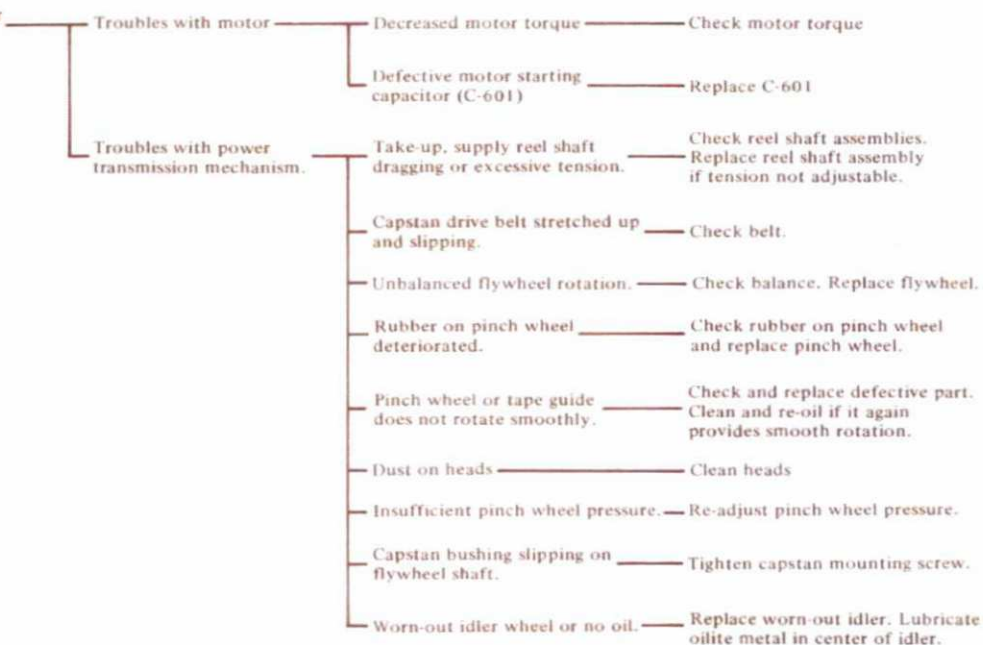 Troubles with motor
Decreased motor torque
Check motor torque
Defective motor starting
capacitor (C-601)
Replace C-601
Troubles with power
transmission mechanism.
Take-up, supply reel shaft
dragging or excessive tension.
Check reel shaft assemblies.
Replace reel shaft assembly
if tension not adjustable.
Capstan drive belt stretched up
and slipping.
Check belt.
Unbalanced flywheel rotation.
Check balance. Replace flywheel.
Rubber on pinch wheel
deteriorated.
Check rubber on pinch wheel
and replace pinch wheel.
Pinch wheel or tape guide
does not rotate smoothly.
Check and replace defective part.
Clean and re-oil if it again
provides smooth rotation.
Dust on heads
Clean heads
Insufficient pinch wheel pressure.
Re-adjust pinch wheel pressure.
Capstan bushing slipping on
flywheel shaft.
Tighten capstan mounting screw.
Worn-out idler wheel or no oil.
Replace worn-out idler. Lubricate
oilite metal in center of idler.